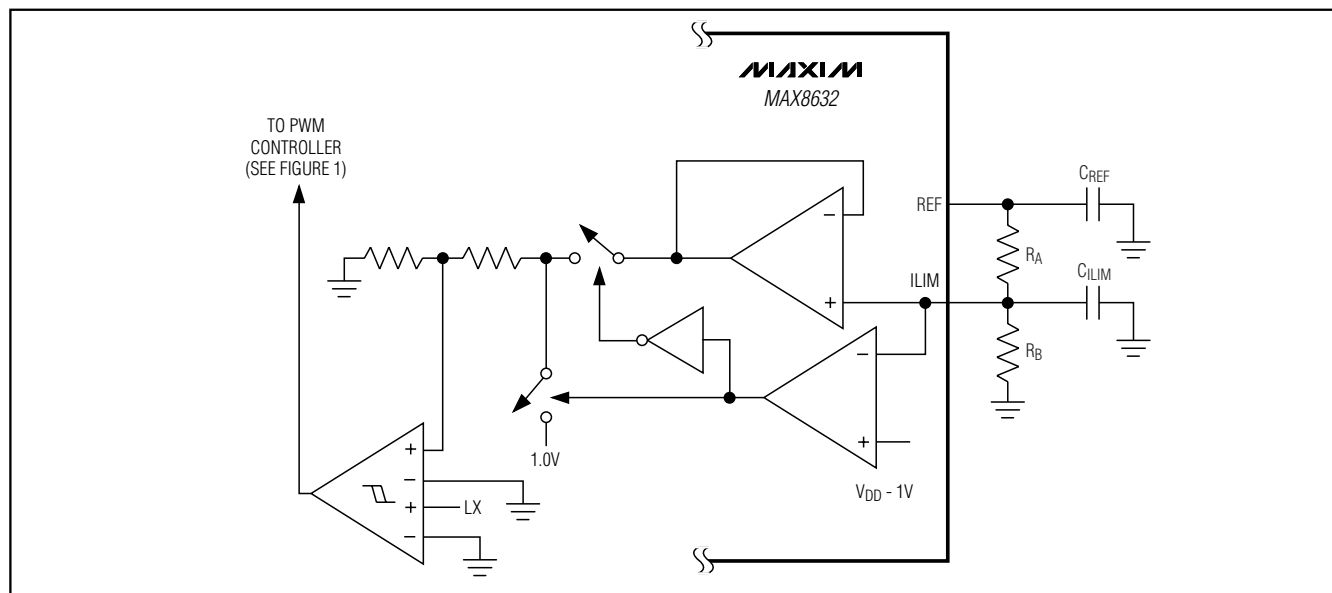 MAXIM
MAX8632
TO PWM
CONTROLLER
(SEE FIGURE 1)
CREF
REF
−
RA
ILIM
CILIM
+
−
RB
+
1.0V
+
−
VDD - 1V
+
LX
−